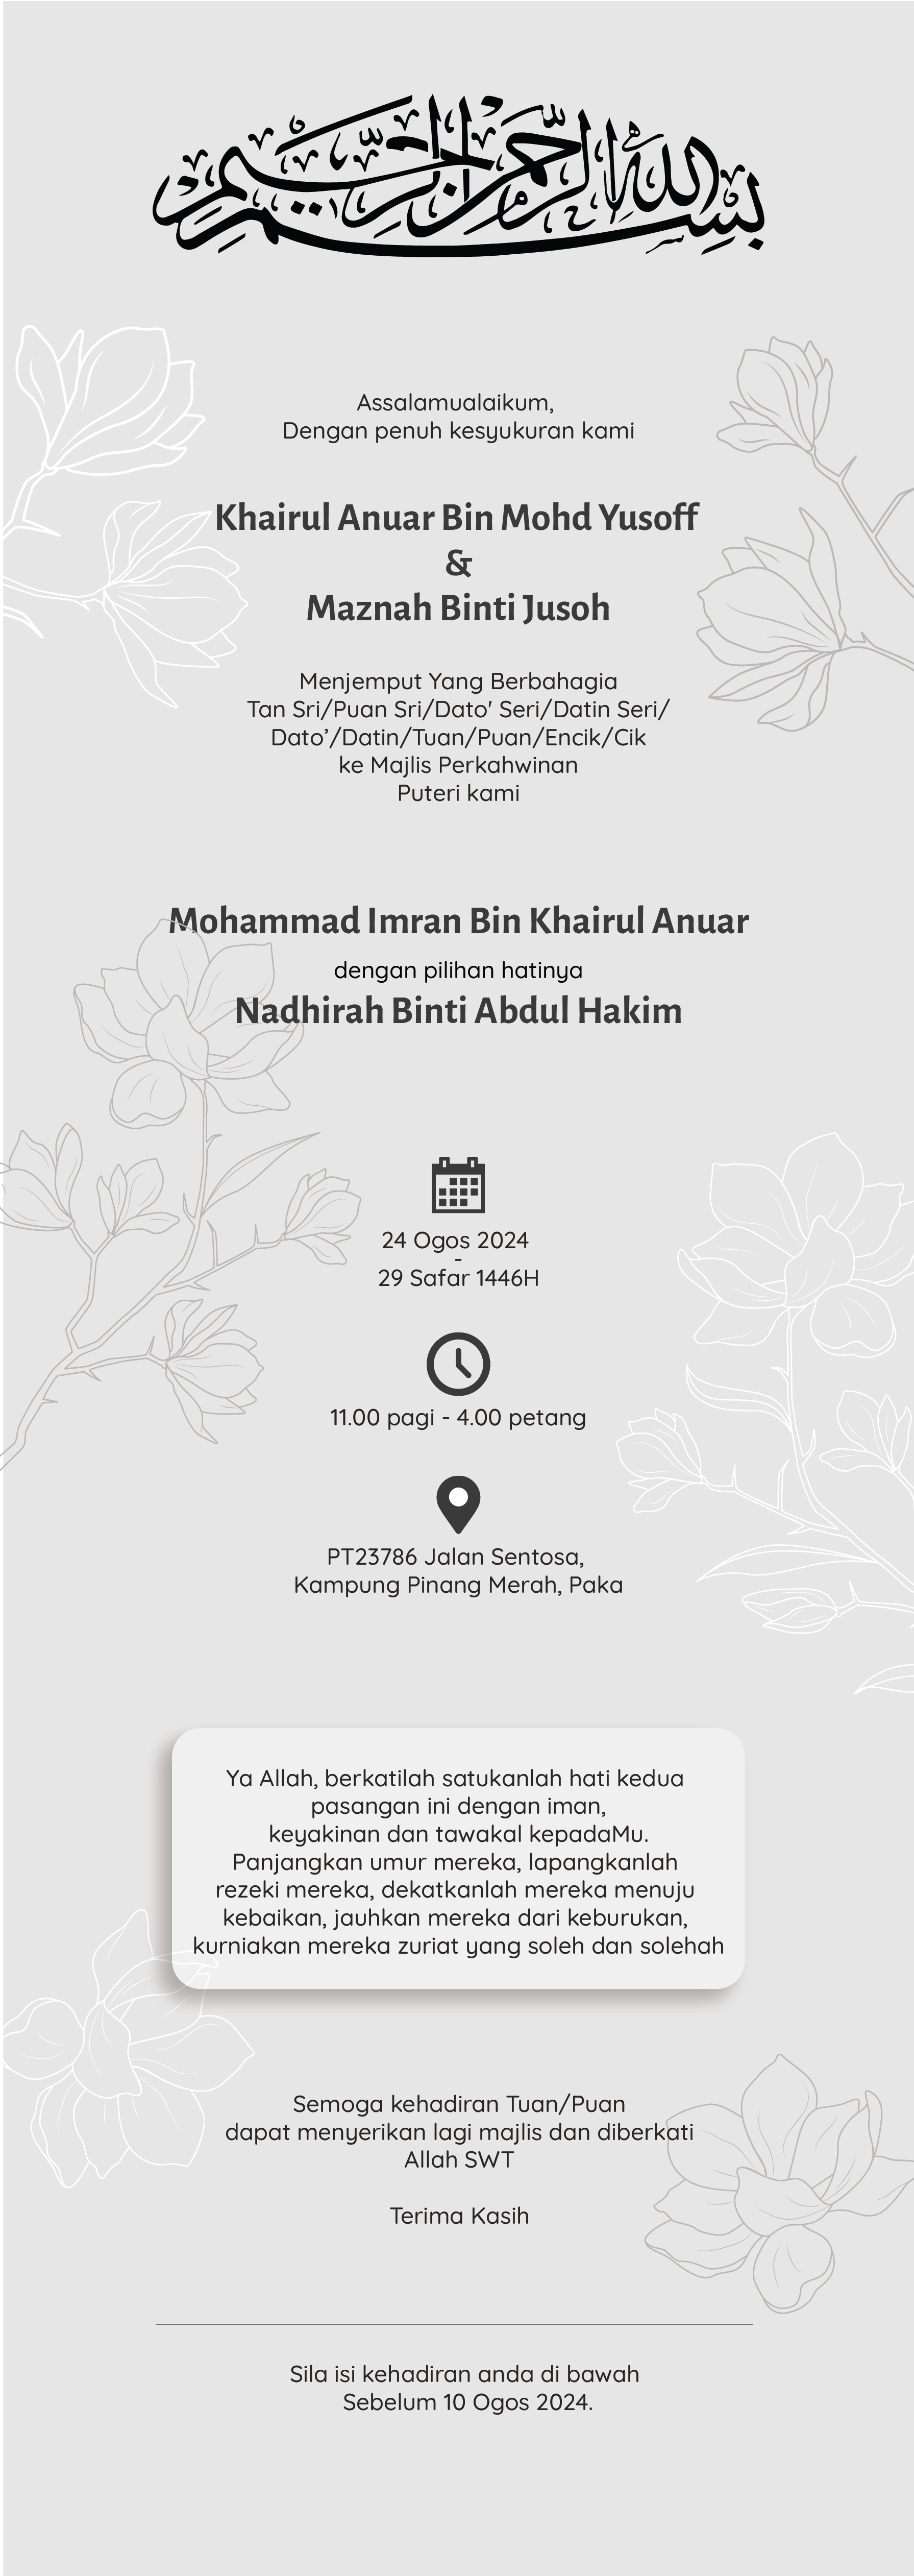 بسم الله الرحمن الرحيم
Assalamualaikum,
Dengan penuh kesyukuran kami
Khairul Anuar Bin Mohd Yusoff
&
Maznah Binti Jusoh
Menjemput Yang Berbahagia
Tan Sri/Puan Sri/Dato' Seri/Datin Seri/
Dato’/Datin/Tuan/Puan/Encik/Cik
ke Majlis Perkahwinan
Puteri kami
Mohammad Imran Bin Khairul Anuar
dengan pilihan hatinya
Nadhirah Binti Abdul Hakim
24 Ogos 2024
-
29 Safar 1446H
11.00 pagi - 4.00 petang
PT23786 Jalan Sentosa,
Kampung Pinang Merah, Paka
Ya Allah, berkatilah satukanlah hati kedua
pasangan ini dengan iman,
keyakinan dan tawakal kepadaMu.
Panjangkan umur mereka, lapangkanlah
rezeki mereka, dekatkanlah mereka menuju
kebaikan, jauhkan mereka dari keburukan,
kurniakan mereka zuriat yang soleh dan solehah
Semoga kehadiran Tuan/Puan
dapat menyerikan lagi majlis dan diberkati
Allah SWT
Terima Kasih
Sila isi kehadiran anda di bawah
Sebelum 10 Ogos 2024.